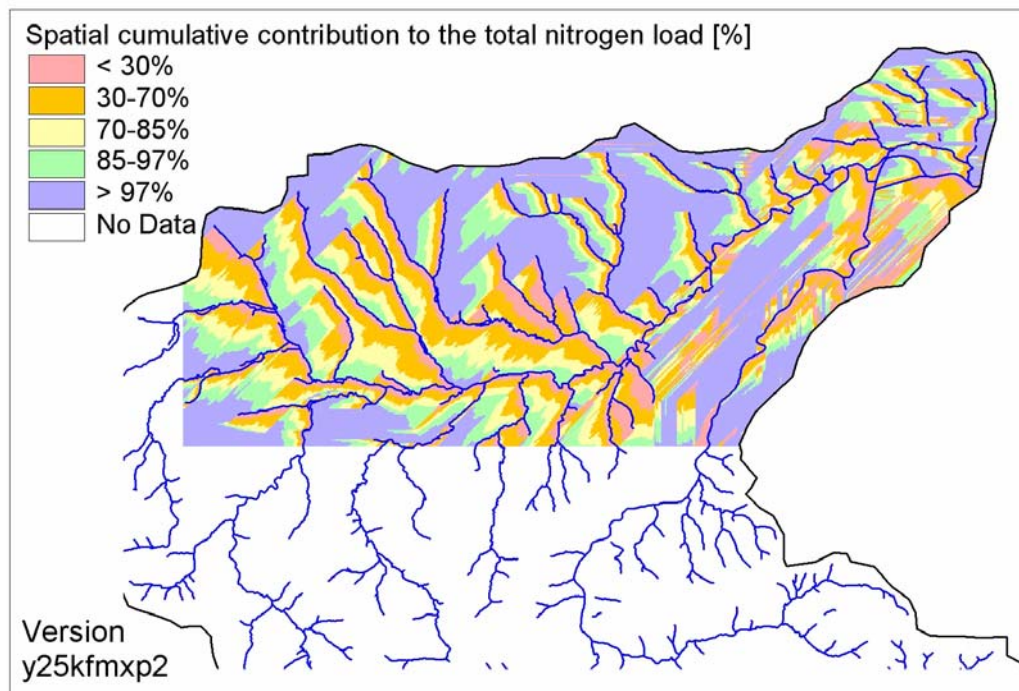 Spatial cumulative contribution to the total nitrogen load [%]
< 30%
30-70%
70-85%
85-97%
> 97%
No Data
Version
y25kfmxp2